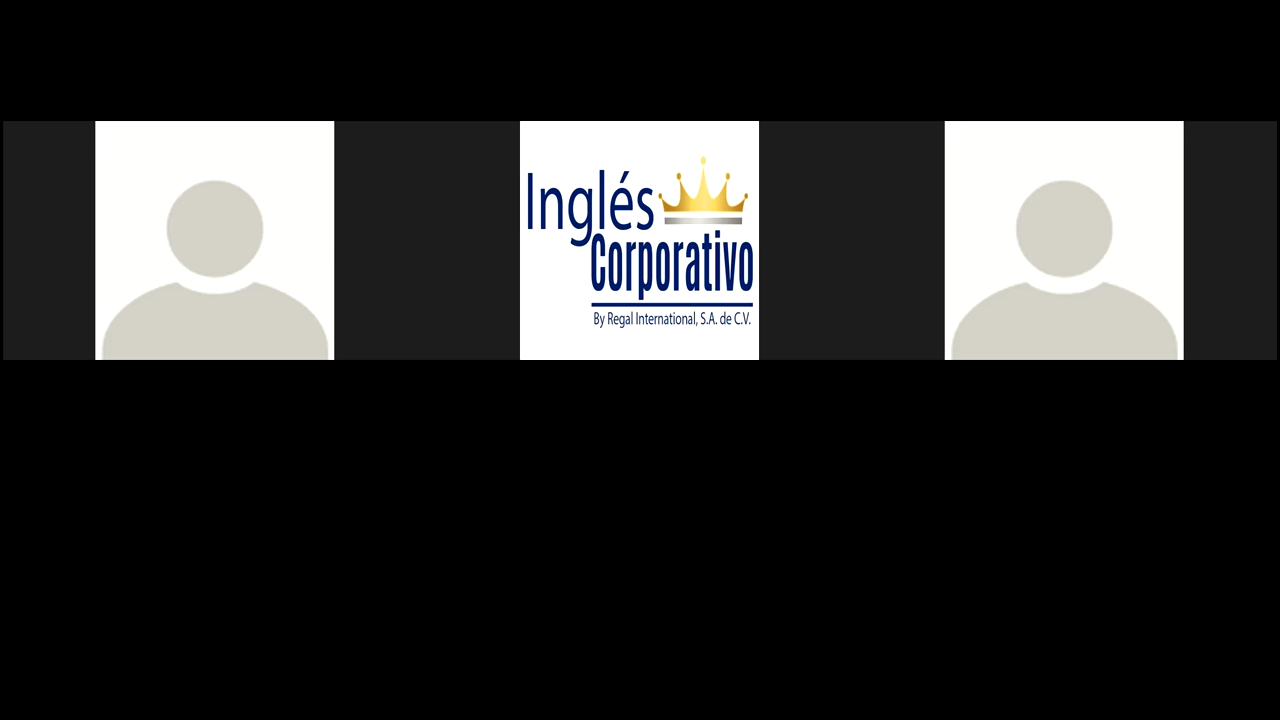 Inglés
Corporativo
By Regal International, S.A. de C.V.